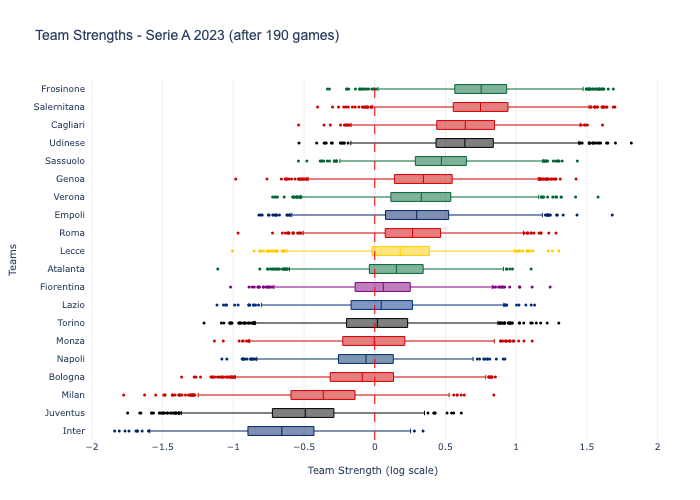 Team Strengths - Serie A 2023 (after 190 games)
Frosinone
Salernitana
Cagliari
Udinese
Sassuolo
Genoa
Verona
Empoli
Roma
Lecce
Atalanta
Fiorentina
Lazio
Torino
Monza
Napoli
Bologna
Milan
Juventus
Inter
Teams
−2 −1.5 −1 −0.5 0 0.5 1 1.5 2
Team Strength (log scale)